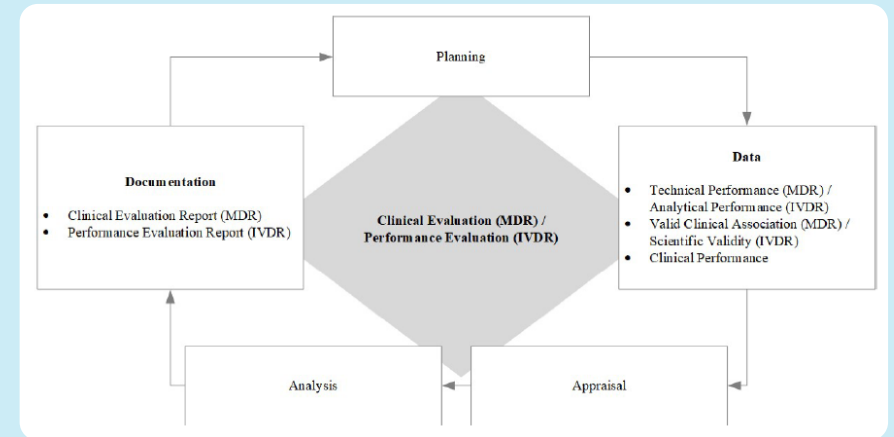 Planning
Data
• Technical Performance (MDR) /
Analytical Performance (IVDR)
• Valid Clinical Association (MDR) /
Scientific Validity (IVDR)
• Clinical Performance
Documentation
• Clinical Evaluation Report (MDR)
• Performance Evaluation Report (IVDR)
Clinical Evaluation (MDR) /
Performance Evaluation (IVDR)
Analysis
Appraisal